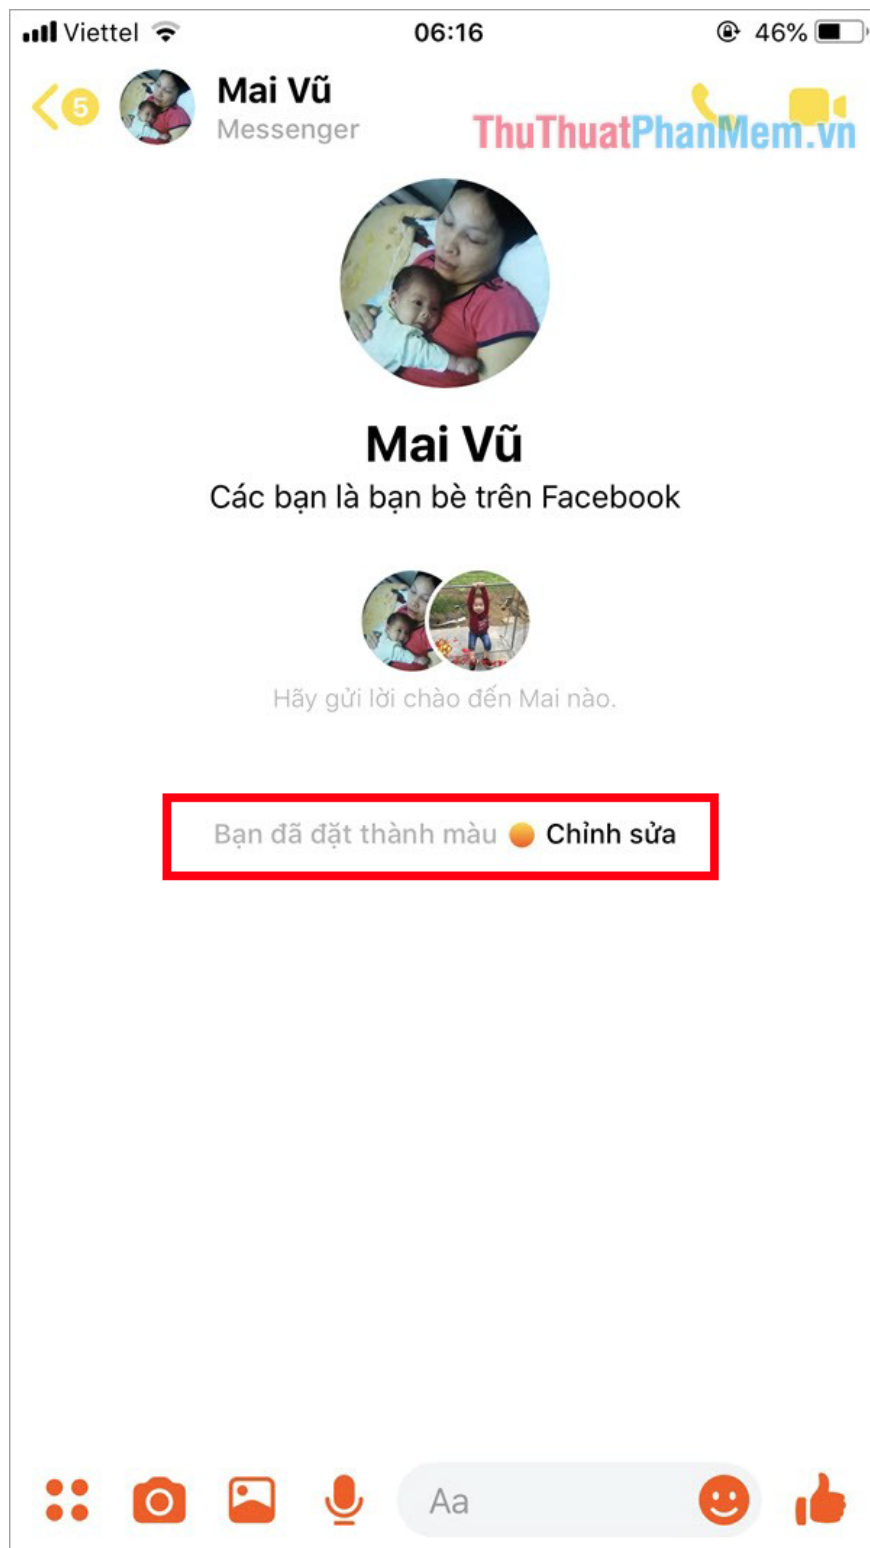 Viettel 06:16 46%
5 Mai Vũ
Messenger
ThuThuatPhanMem.vn
Mai Vũ
Các bạn là bạn bè trên Facebook
Hãy gửi lời chào đến Mai nào.
Bạn đã đặt thành màu Chỉnh sửa
Aa